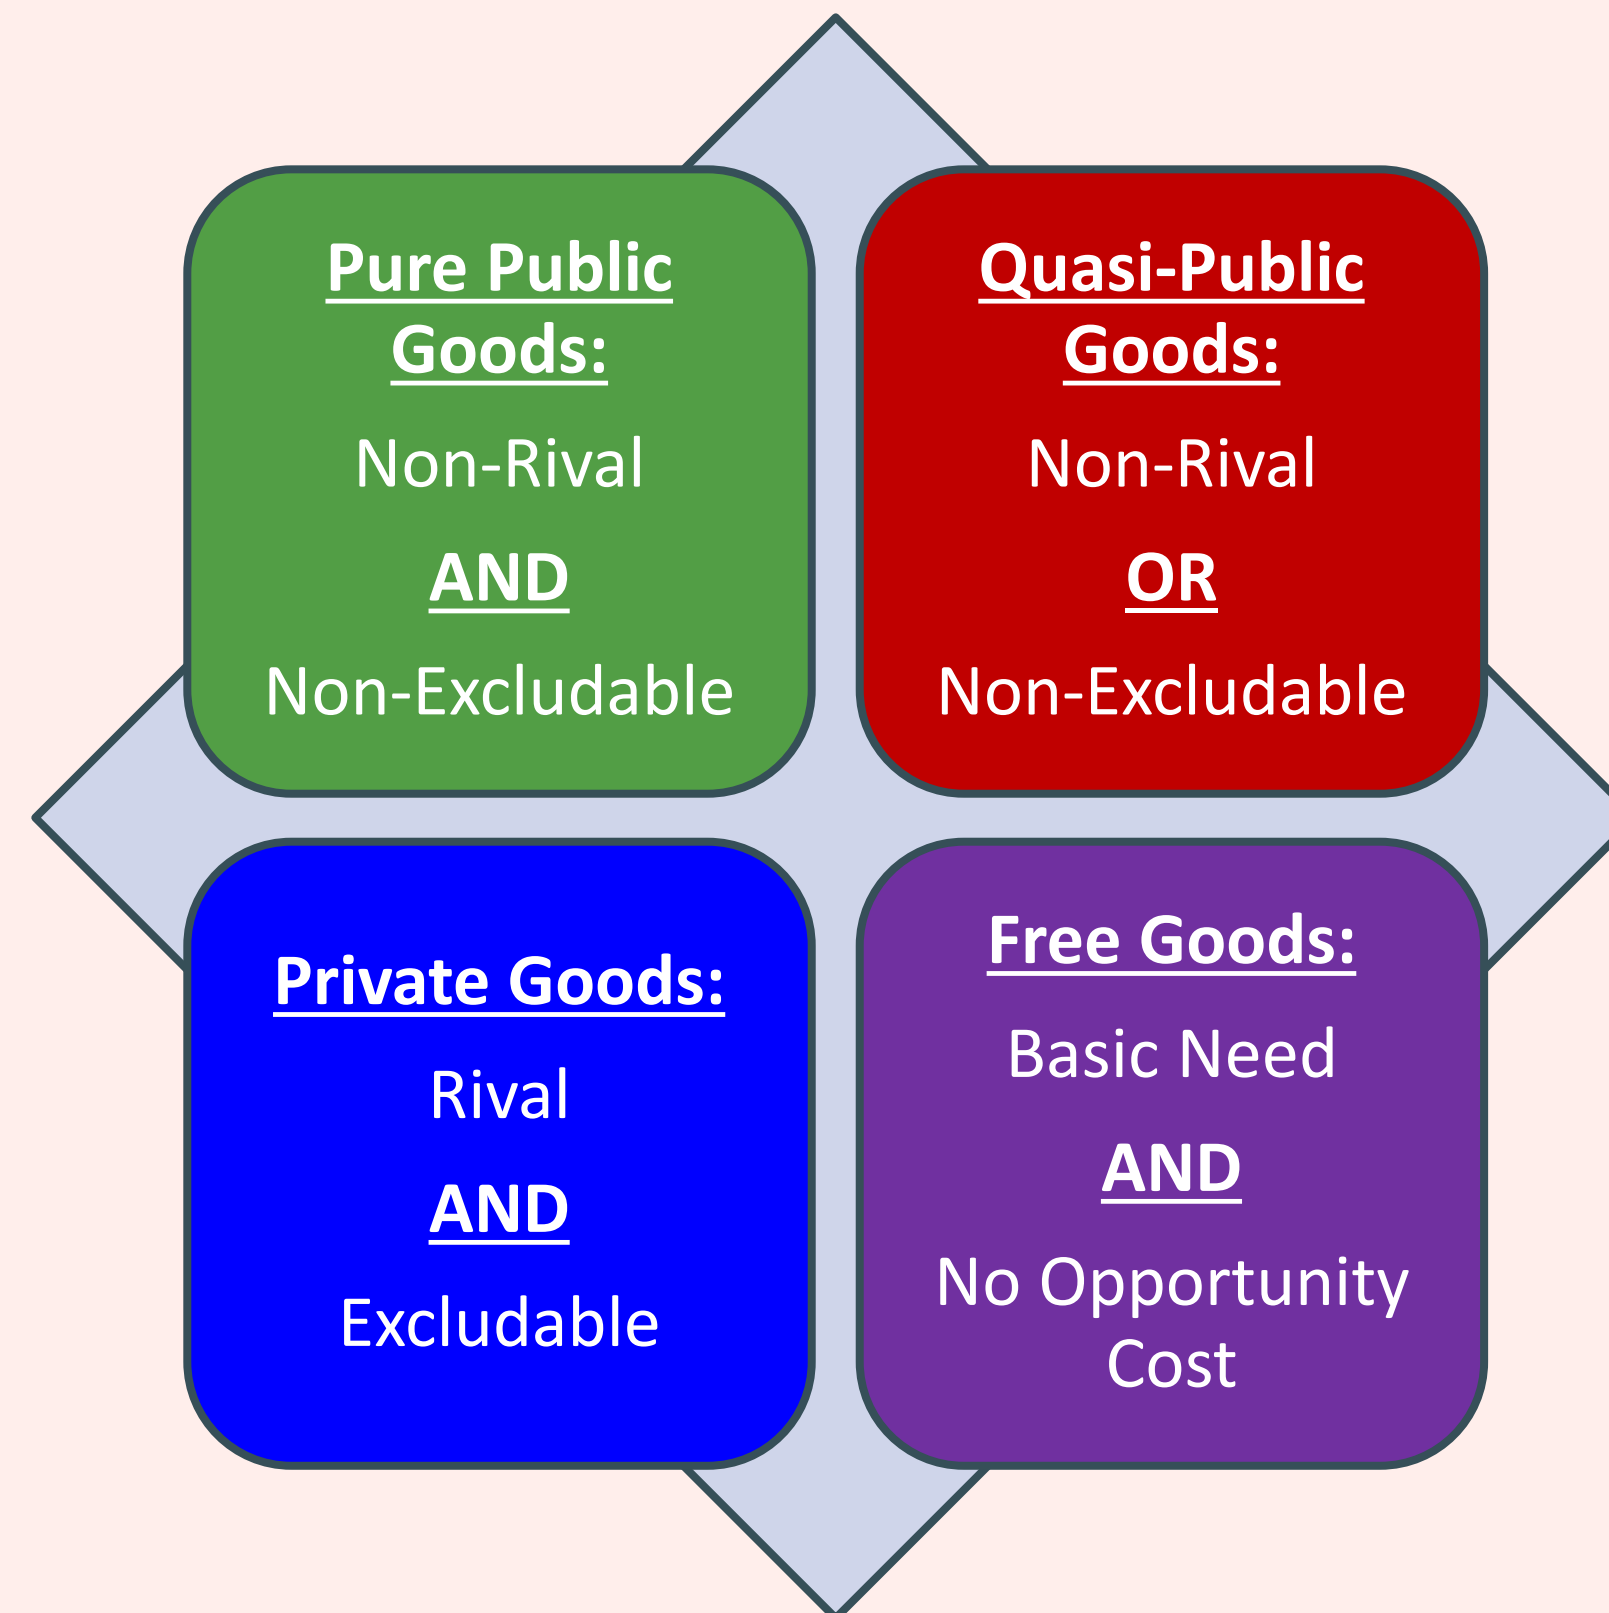 Pure Public
Goods:
Non-Rival
AND
Non-Excludable
Quasi-Public
Goods:
Non-Rival
OR
Non-Excludable
Private Goods:
Rival
AND
Excludable
Free Goods:
Basic Need
AND
No Opportunity
Cost